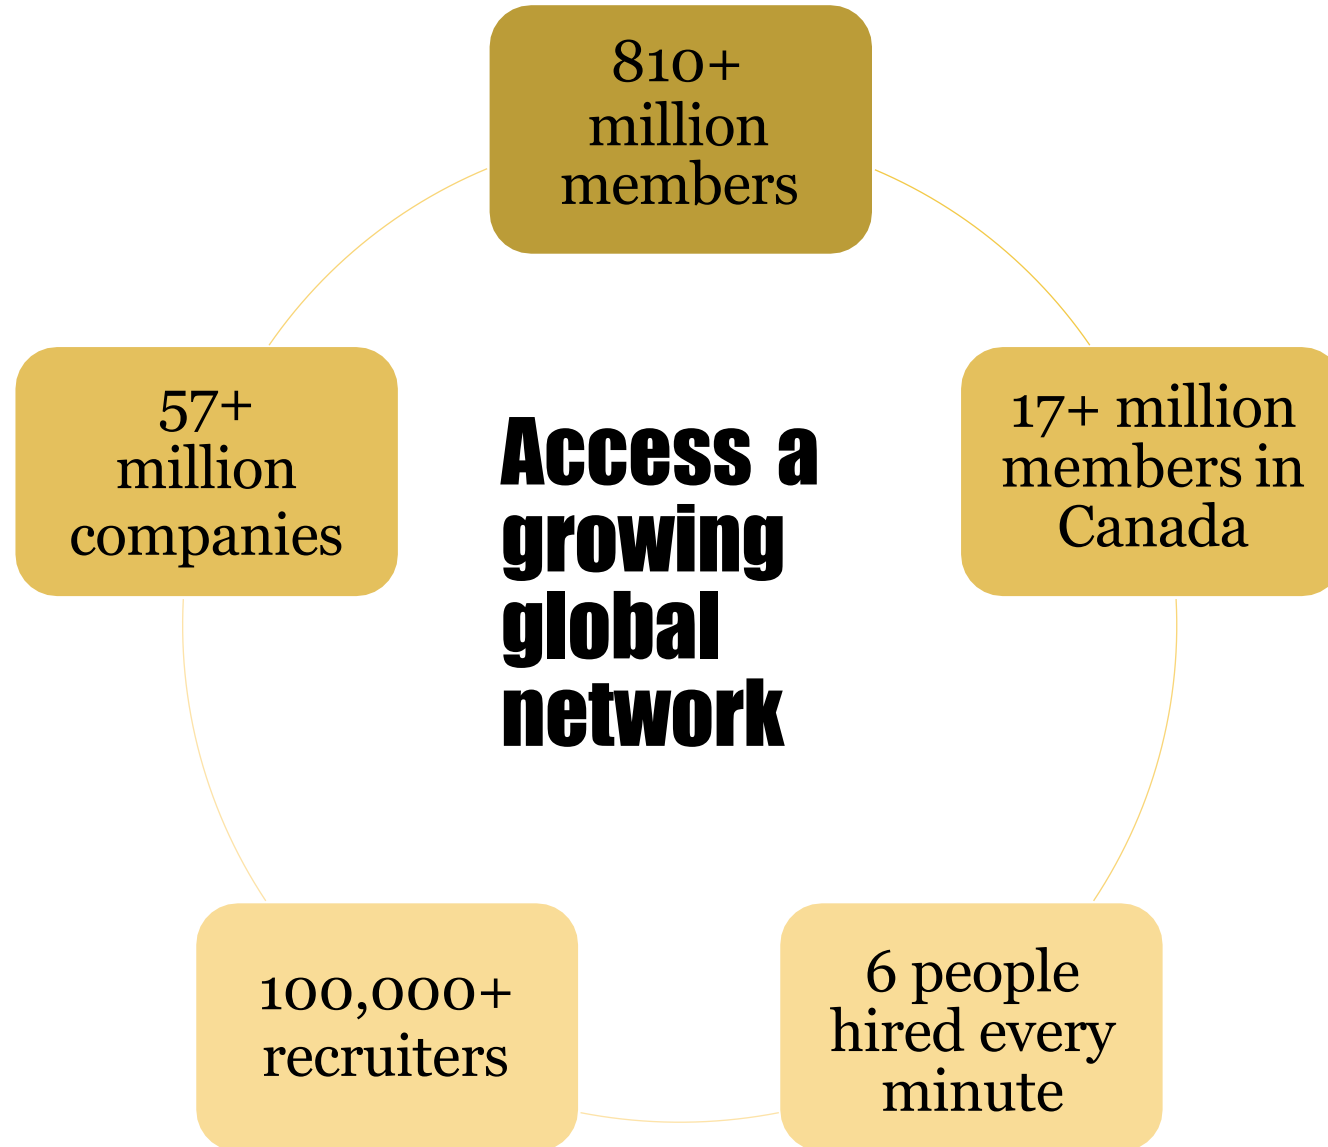 810+
million
members
57+
million
companies
Access a
growing
global
network
17+ million
members in
Canada
100,000+
recruiters
6 people
hired every
minute